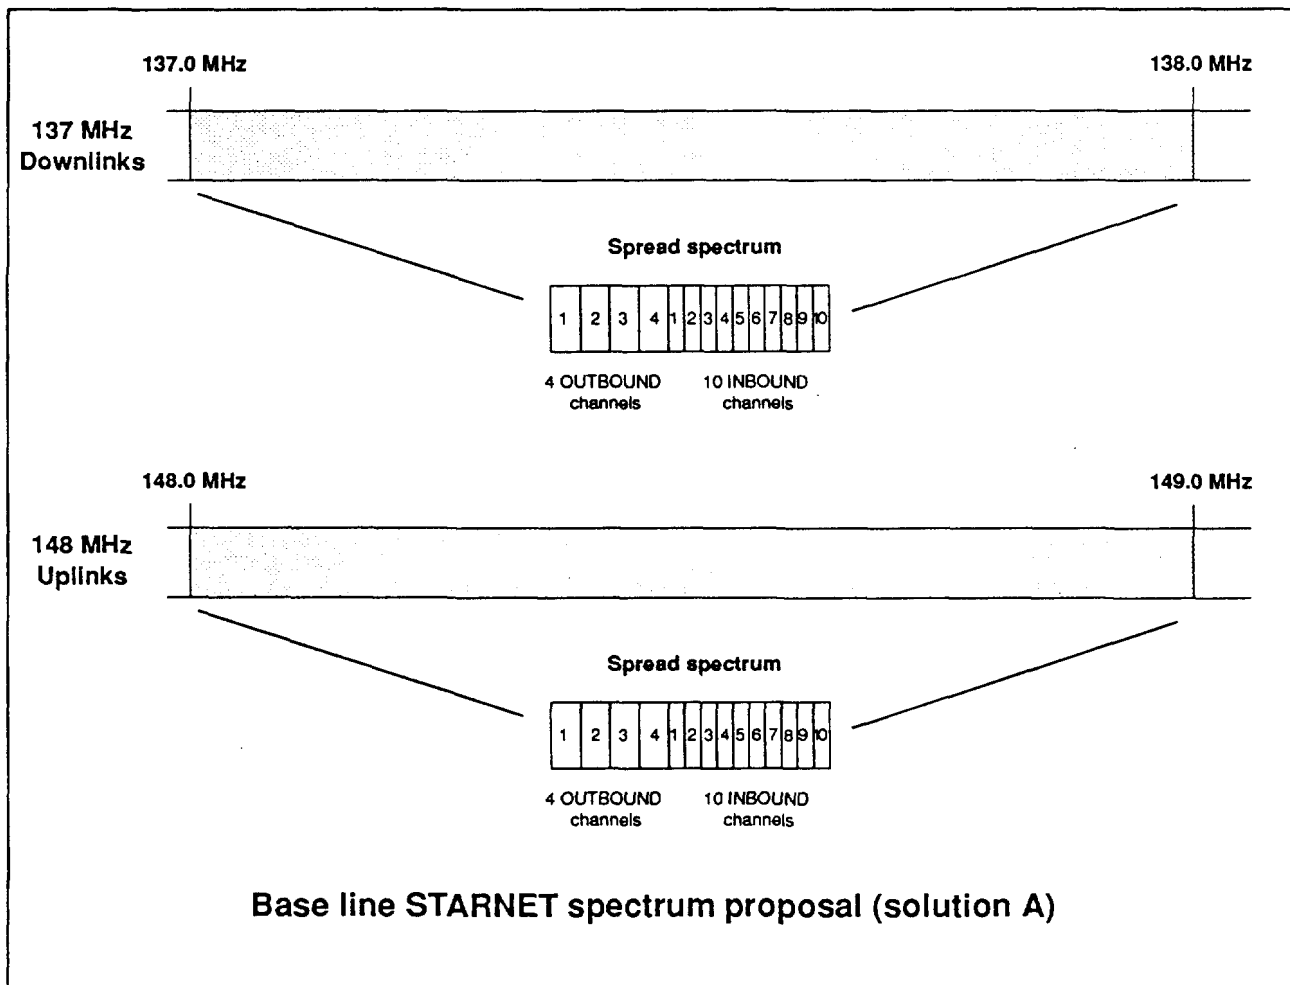 137.0 MHz 138.0 MHz
137 MHz
Downlinks
Spread spectrum
1 2 3 4 1 2 3 4 5 6 7 8 9 10
4 OUTBOUND channels
10 INBOUND channels
148.0 MHz 149.0 MHz
148 MHz
Uplinks
Spread spectrum
1 2 3 4 1 2 3 4 5 6 7 8 9 10
4 OUTBOUND channels
10 INBOUND channels
Base line STARNET spectrum proposal (solution A)